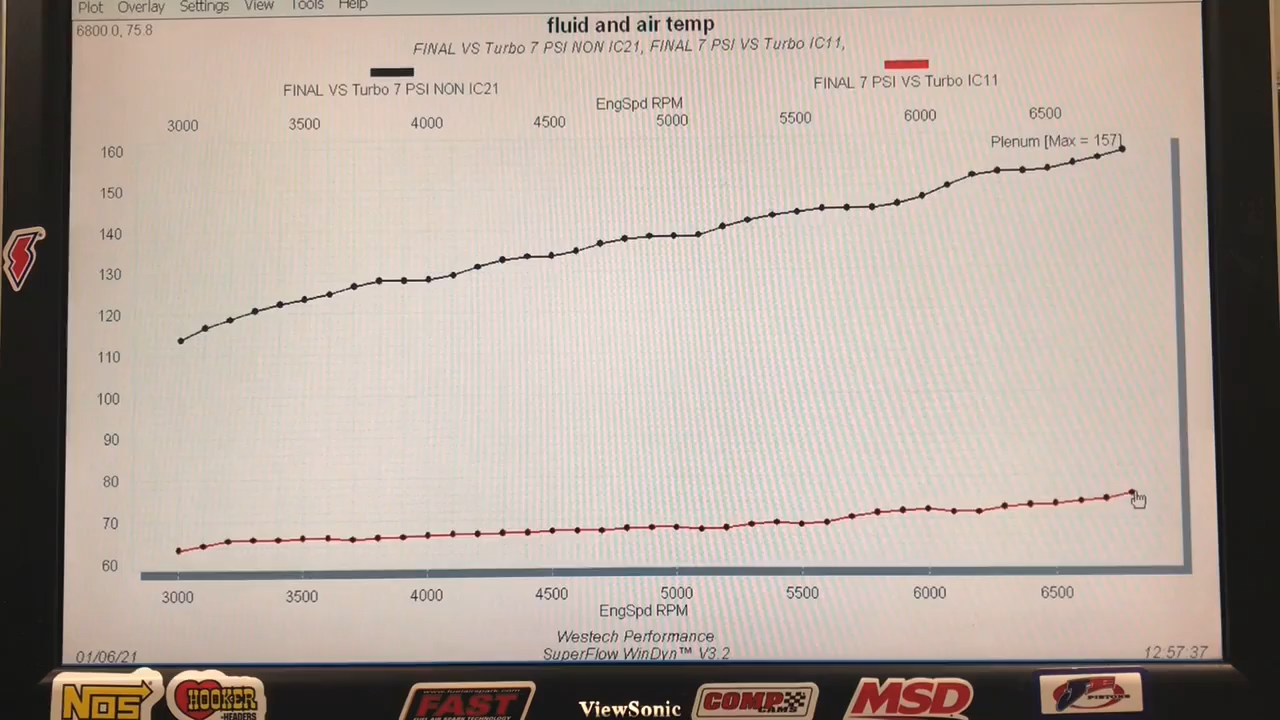 Plot Overlay Settings View Tools Help
6800.0, 75.8
fluid and air temp
FINAL VS Turbo 7 PSI NON IC21, FINAL 7 PSI VS Turbo IC11,
FINAL VS Turbo 7 PSI NON IC21
FINAL 7 PSI VS Turbo IC11
EngSpd RPM
3000 3500 4000 4500 5000 5500 6000 6500
Plenum [Max = 157]
160
150
140
130
120
110
100
90
80
70
60
3000 3500 4000 4500 5000 5500 6000 6500
EngSpd RPM
Westech Performance
SuperFlow WinDyn™ V3.2
01/06/21
12:57:37
NOS
HOOKER
HEADERS
FAST
ViewSonic
COMP
CAMS
MSD
JE
PISTONS